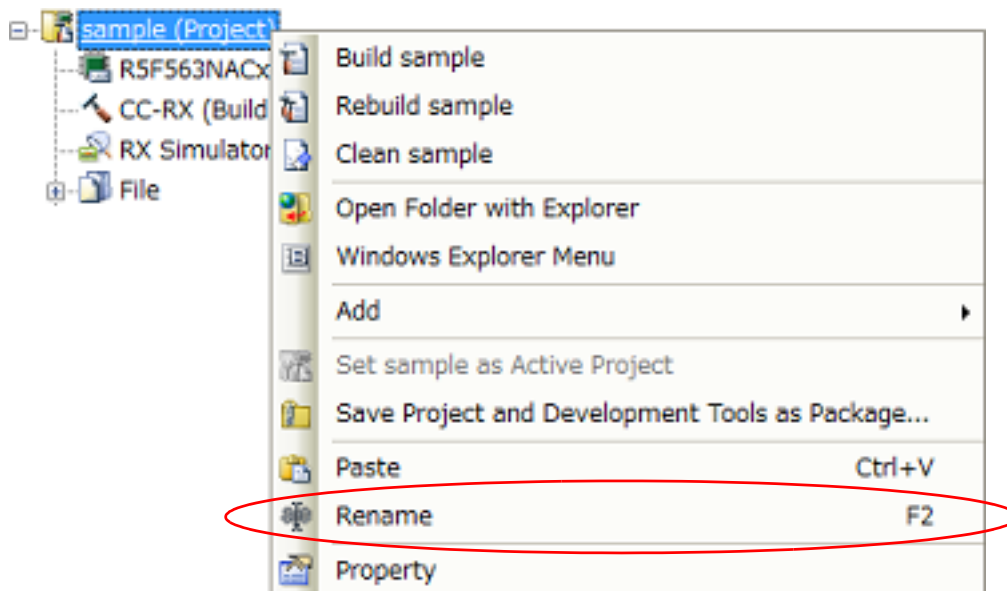 sample (Project)
R5F563NACx
CC-RX (Build
RX Simulator
File
Build sample
Rebuild sample
Clean sample
Open Folder with Explorer
Windows Explorer Menu
Add
Set sample as Active Project
Save Project and Development Tools as Package...
Paste Ctrl+V
Rename F2
Property